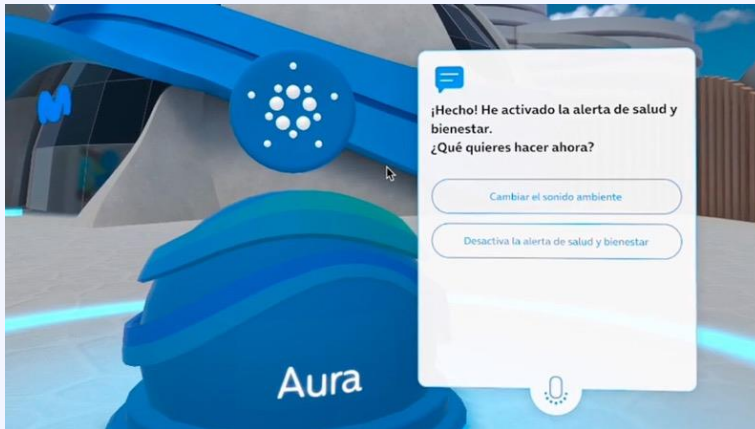 ¡Hecho! He activado la alerta de salud y
bienestar.
¿Qué quieres hacer ahora?
Cambiar el sonido ambiente
Desactiva la alerta de salud y bienestar
Aura